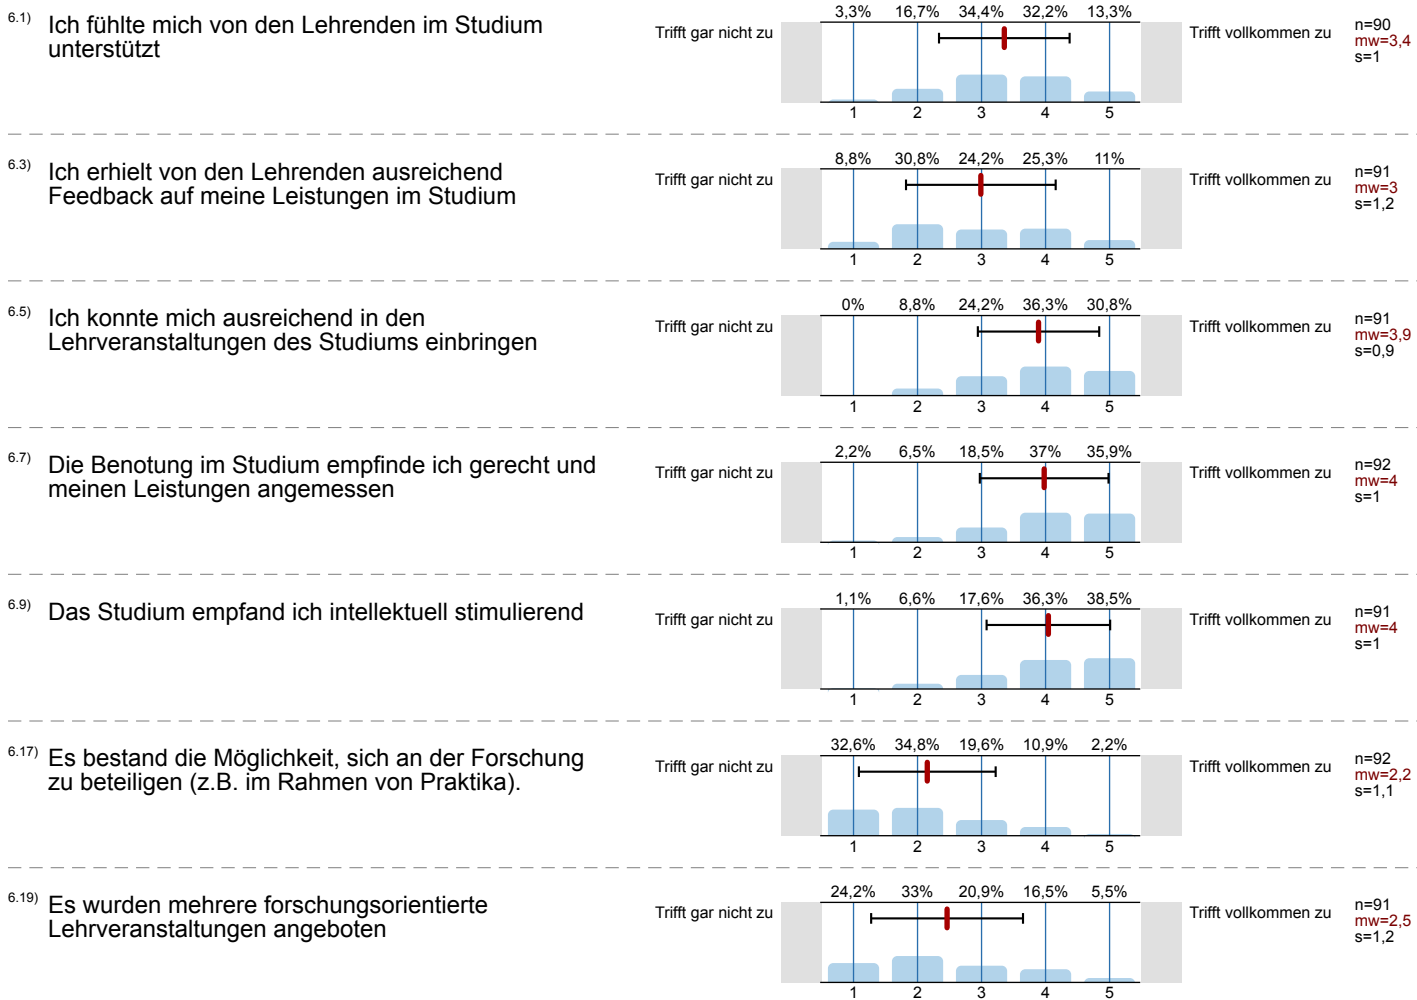 6.1) Ich fühlte mich von den Lehrenden im Studium
unterstützt
Trifft gar nicht zu
3,3% 16,7% 34,4% 32,2% 13,3%
1 2 3 4 5
Trifft vollkommen zu
n=90
mw=3,4
s=1
6.3) Ich erhielt von den Lehrenden ausreichend
Feedback auf meine Leistungen im Studium
Trifft gar nicht zu
8,8% 30,8% 24,2% 25,3% 11%
1 2 3 4 5
Trifft vollkommen zu
n=91
mw=3
s=1,2
6.5) Ich konnte mich ausreichend in den
Lehrveranstaltungen des Studiums einbringen
Trifft gar nicht zu
0% 8,8% 24,2% 36,3% 30,8%
1 2 3 4 5
Trifft vollkommen zu
n=91
mw=3,9
s=0,9
6.7) Die Benotung im Studium empfinde ich gerecht und
meinen Leistungen angemessen
Trifft gar nicht zu
2,2% 6,5% 18,5% 37% 35,9%
1 2 3 4 5
Trifft vollkommen zu
n=92
mw=4
s=1
6.9) Das Studium empfand ich intellektuell stimulierend
Trifft gar nicht zu
1,1% 6,6% 17,6% 36,3% 38,5%
1 2 3 4 5
Trifft vollkommen zu
n=91
mw=4
s=1
6.17) Es bestand die Möglichkeit, sich an der Forschung
zu beteiligen (z.B. im Rahmen von Praktika).
Trifft gar nicht zu
32,6% 34,8% 19,6% 10,9% 2,2%
1 2 3 4 5
Trifft vollkommen zu
n=92
mw=2,2
s=1,1
6.19) Es wurden mehrere forschungsorientierte
Lehrveranstaltungen angeboten
Trifft gar nicht zu
24,2% 33% 20,9% 16,5% 5,5%
1 2 3 4 5
Trifft vollkommen zu
n=91
mw=2,5
s=1,2